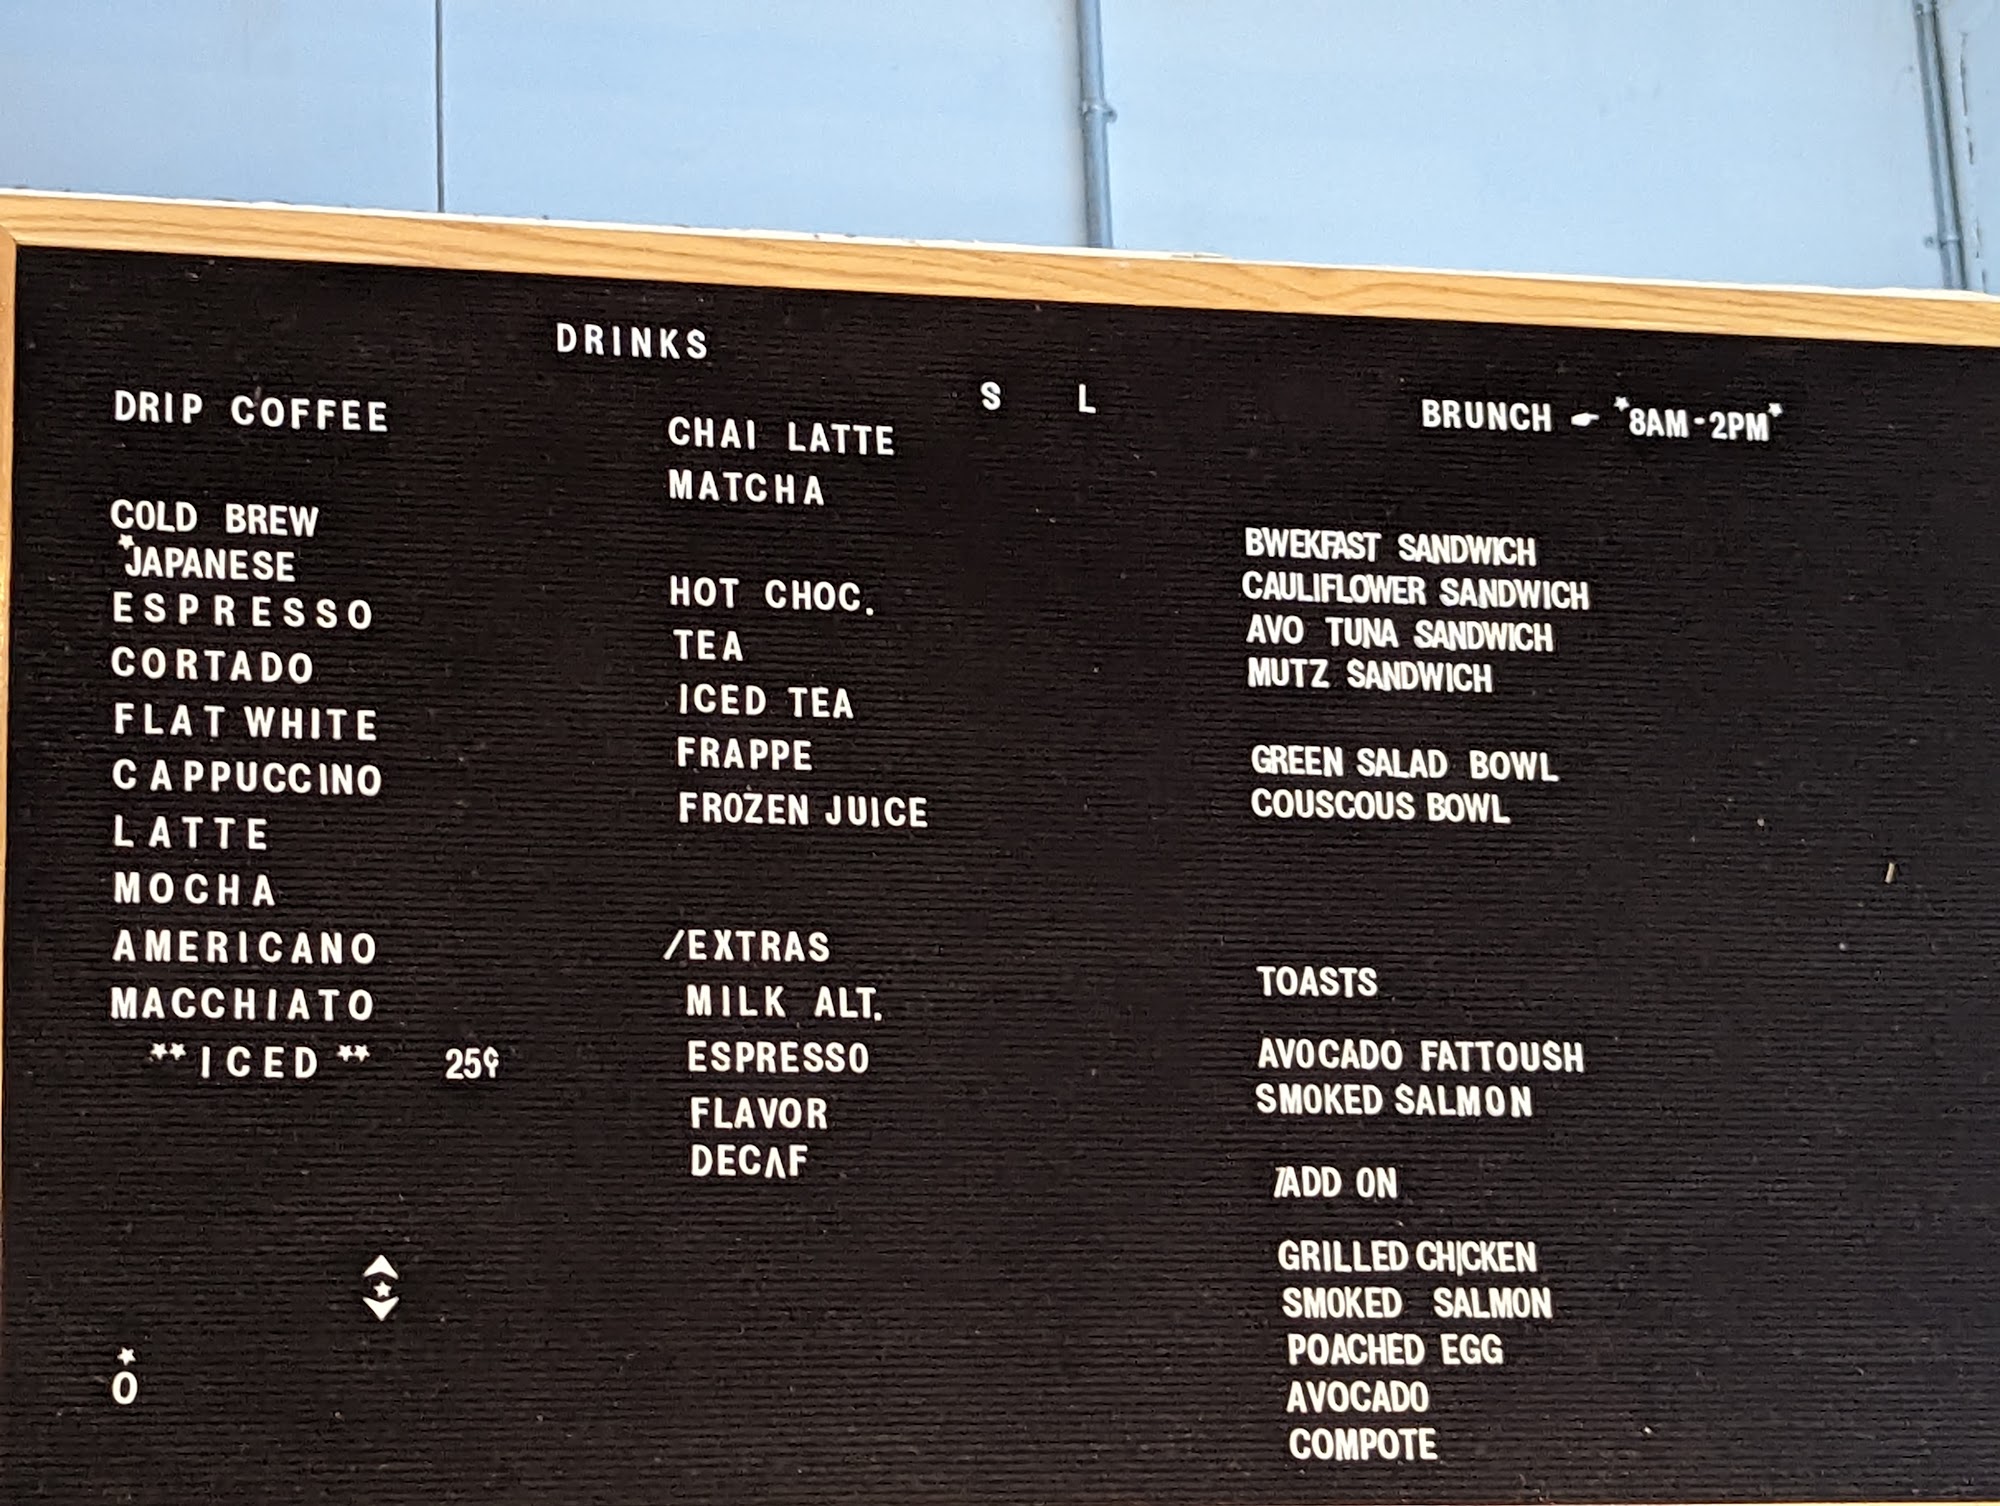 DRINKS
DRIP COFFEE
COLD BREW
*JAPANESE
ESPRESSO
CORTADO
FLAT WHITE
CAPPUCCINO
LATTE
MOCHA
AMERICANO
MACCHIATO
**ICED** 25¢
*
O
S L
CHAI LATTE
MATCHA
HOT CHOC.
TEA
ICED TEA
FRAPPE
FROZEN JUICE
/EXTRAS
MILK ALT.
ESPRESSO
FLAVOR
DECAF
BRUNCH *8AM-2PM*
BWEKFAST SANDWICH
CAULIFLOWER SANDWICH
AVO TUNA SANDWICH
MUTZ SANDWICH
GREEN SALAD BOWL
COUSCOUS BOWL
TOASTS
AVOCADO FATTOUSH
SMOKED SALMON
/ADD ON
GRILLED CHICKEN
SMOKED SALMON
POACHED EGG
AVOCADO
COMPOTE